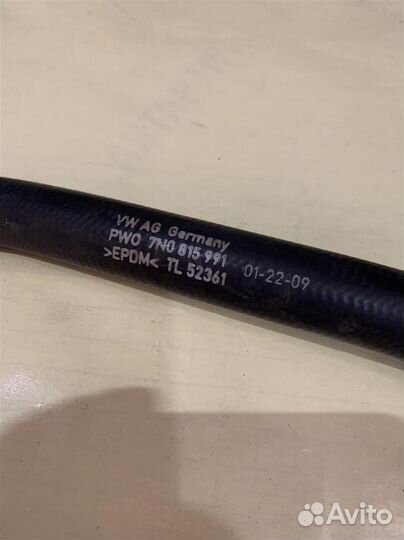 VW AG Germany
PWO 7N0 815 991
>EPDM< TL 52361 01-22-09
Avito